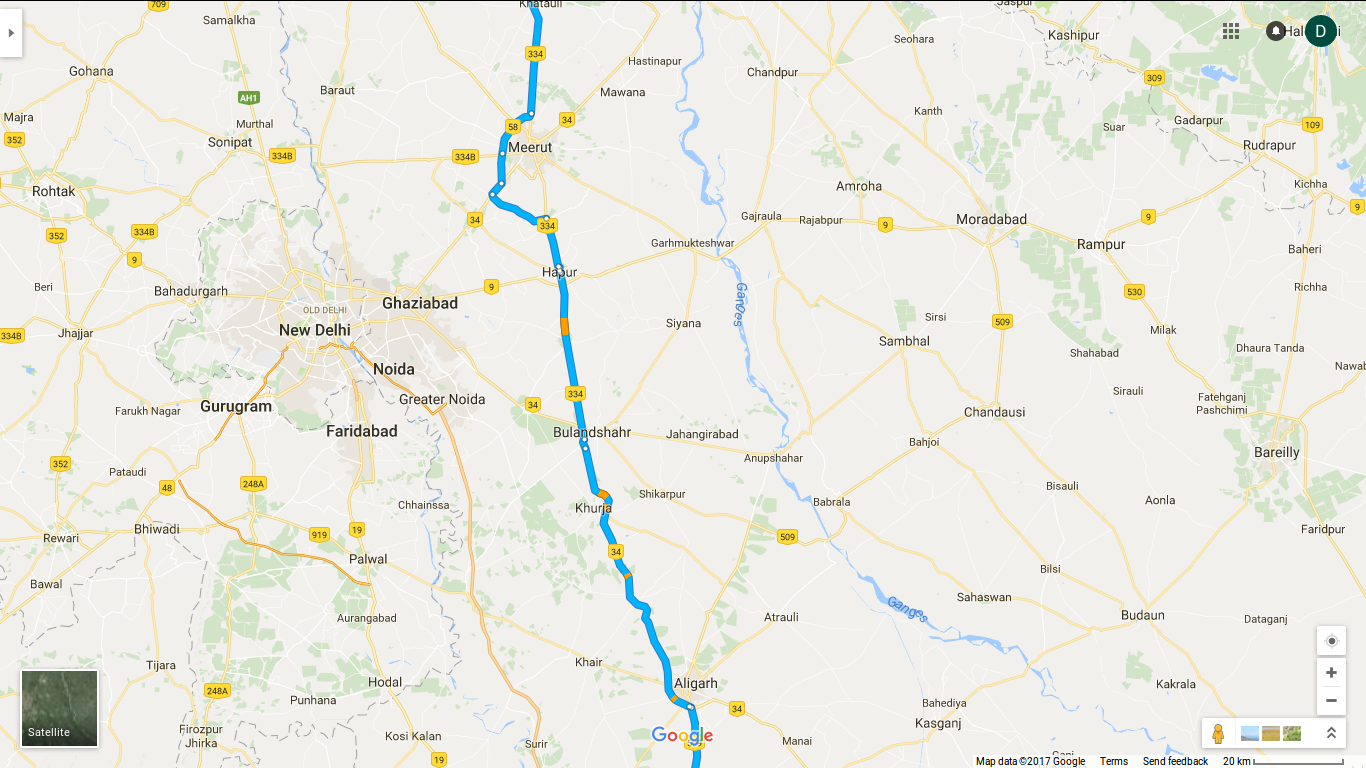 709
Samalkha
Khatauli
Jaspur
Seohara
Kashipur
D
334
Hastinapur
Chandpur
Gohana
309
Baraut
Mawana
AH1
Majra
Murthal
58
34
Kanth
Suar
Gadarpur
109
352
Sonipat
334B
334B
Meerut
Rudrapur
Rohtak
Amroha
Kichha
9
352
334B
34
334
Gajraula
Rajabpur
9
Moradabad
9
9
Garhmukteshwar
Rampur
Baheri
Hapur
Beri
Bahadurgarh
9
Ghaziabad
Ganges
530
Richha
OLD DELHI
334B
Jhajjar
New Delhi
Siyana
Sirsi
509
Milak
Sambhal
Shahabad
Dhaura Tanda
Noida
Nawab
334
Sirauli
Farukh Nagar
Gurugram
Greater Noida
34
Fatehganj
Pashchimi
Chandausi
Faridabad
Bulandshahr
Jahangirabad
Bahjoi
Bareilly
352
Pataudi
48
248A
Anupshahar
Bisauli
Chhainssa
Shikarpur
Babrala
Aonla
Khurja
Bhiwadi
919
19
509
Faridpur
Rewari
34
Palwal
Bilsi
Bawal
Sahaswan
Ganges
Aurangabad
Atrauli
Budaun
Dataganj
Tijara
Khair
Hodal
Aligarh
Kakrala
248A
Punhana
34
Bahediya
Kasganj
Firozpur
Jhirka
Satellite
Kosi Kalan
Surir
Google
Manai
19
Map data ©2017 Google Terms Send feedback 20 km